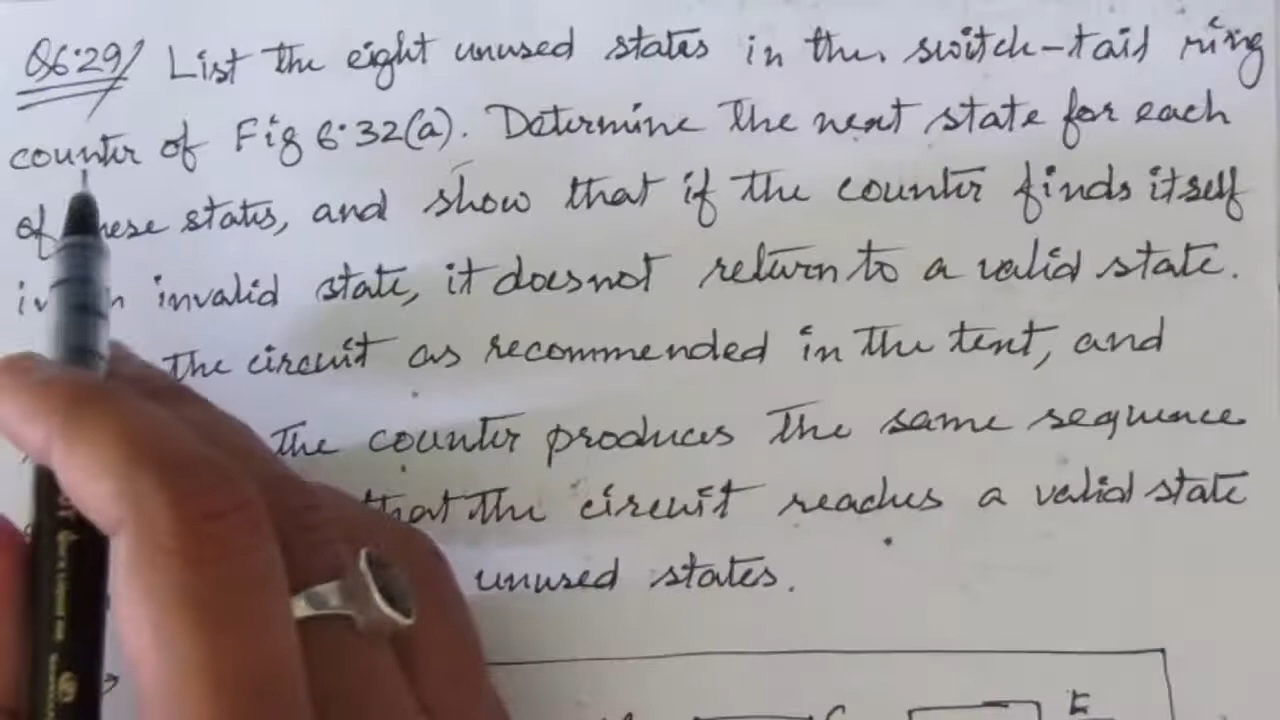 Q6.29/ List the eight unused states in the switch-tail ring
counter of Fig 6.32(a). Determine the next state for each
of these states, and show that if the counter finds itself
in invalid state, it does not return to a valid state.
the circuit as recommended in the text, and
the counter produces the same sequence
that the circuit reaches a valid state
unused states.
C E